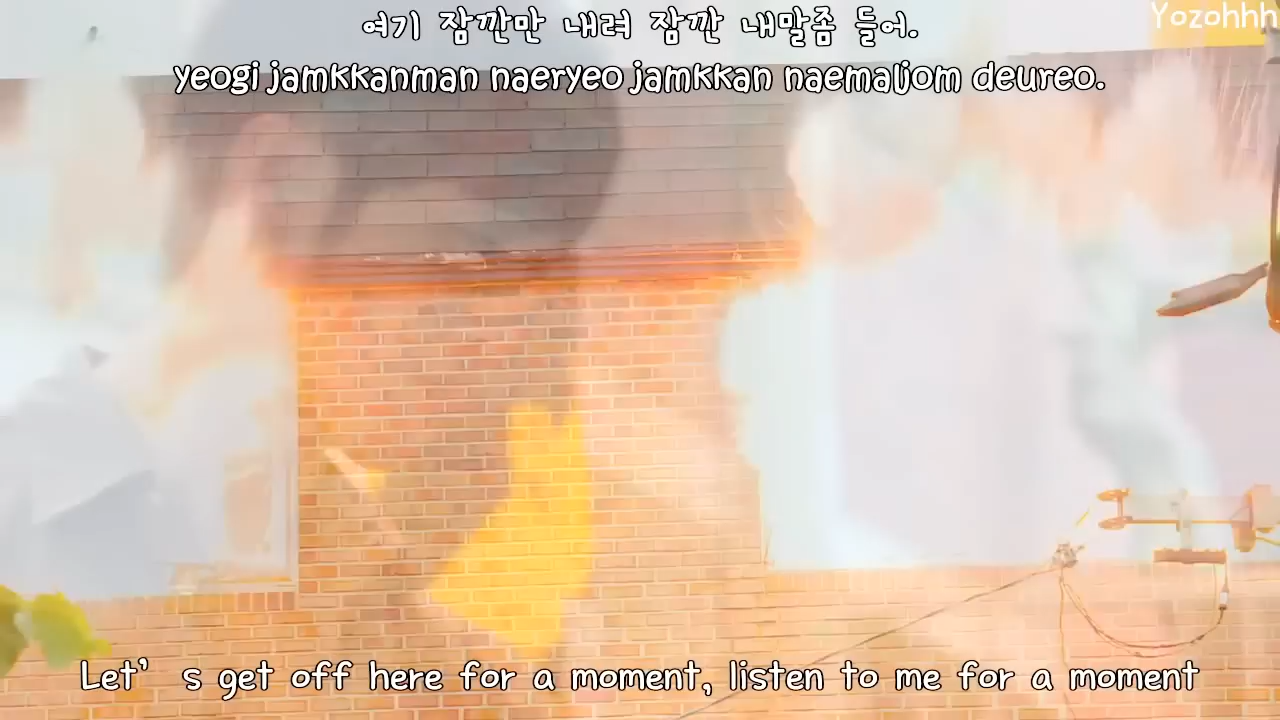 여기 잠깐만 내려 잠깐 내말좀 들어.
Yozohhh
yeogi jamkkanman naeryeo jamkkan naemaljom deureo.
Let's get off here for a moment, listen to me for a moment